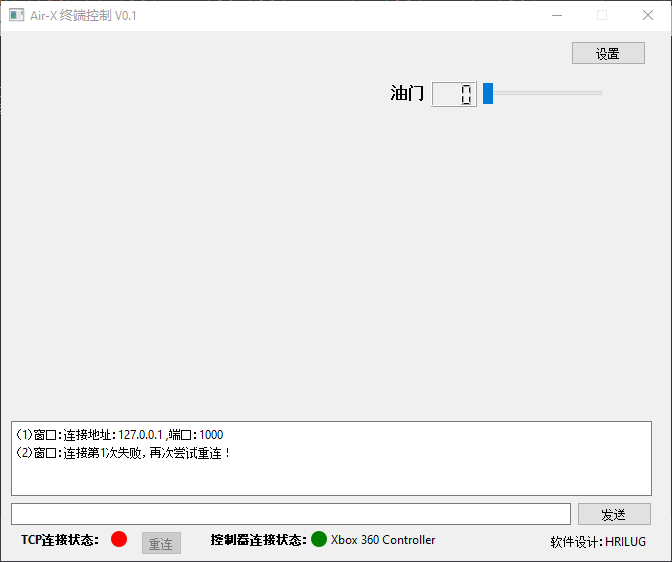 Air-X 终端控制 V0.1
设置
油门 0
(1)窗口:连接地址:127.0.0.1 ,端口:1000
(2)窗口:连接第1次失败,再次尝试重连！
发送
TCP连接状态: 重连 控制器连接状态: Xbox 360 Controller 软件设计:HRILUG